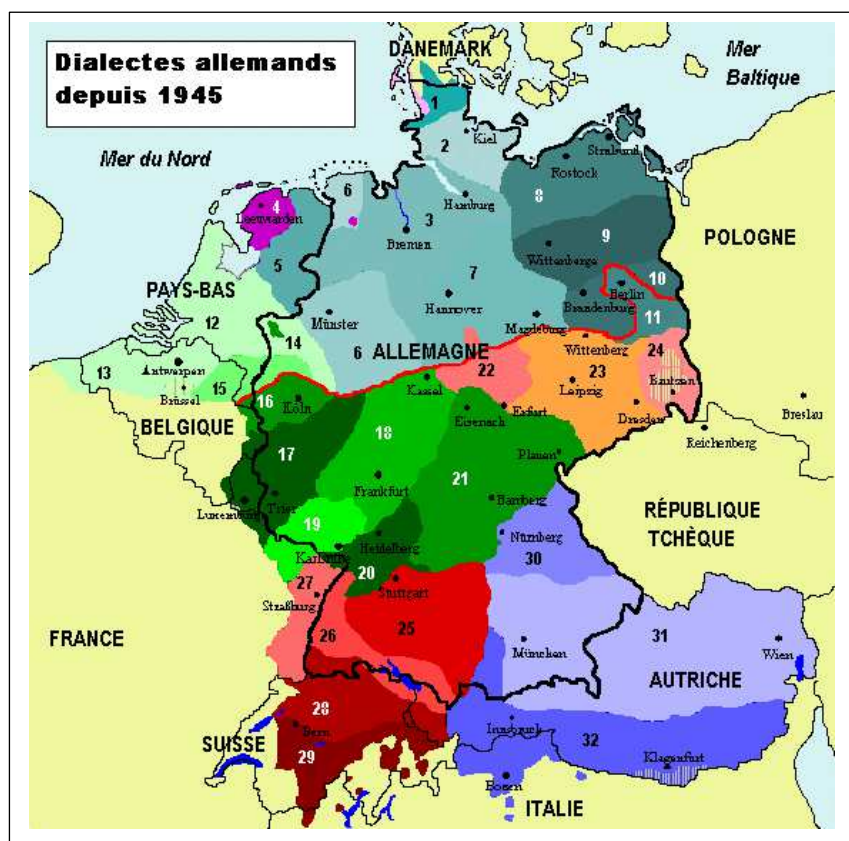 Dialectes allemands
depuis 1945
DANEMARK
Mer
Baltique
Mer du Nord
1
2
Kiel
Stralsund
Rostock
4
Leeuwarden
6
3
Hamburg
8
Bremen
9
POLOGNE
5
Wittenberge
10
PAYS-BAS
7
Berlin
12
Hannover
Brandenburg
Münster
Magdeburg
11
14
6
ALLEMAGNE
Wittenberg
13
Antwerpen
22
23
24
15
Kassel
Leipzig
Bautzen
Brüssel
16
Köln
Eisenach
Erfurt
Dresden
Breslau
BELGIQUE
18
Reichenberg
17
Plauen
Frankfurt
21
Luxemburg
Trier
Bamberg
RÉPUBLIQUE
TCHÈQUE
19
Nürnberg
Heidelberg
Karlsruhe
30
20
27
Stuttgart
Straßburg
FRANCE
26
25
31
München
Wien
AUTRICHE
28
Innsbruck
SUISSE
Bern
32
29
Klagenfurt
Bozen
ITALIE